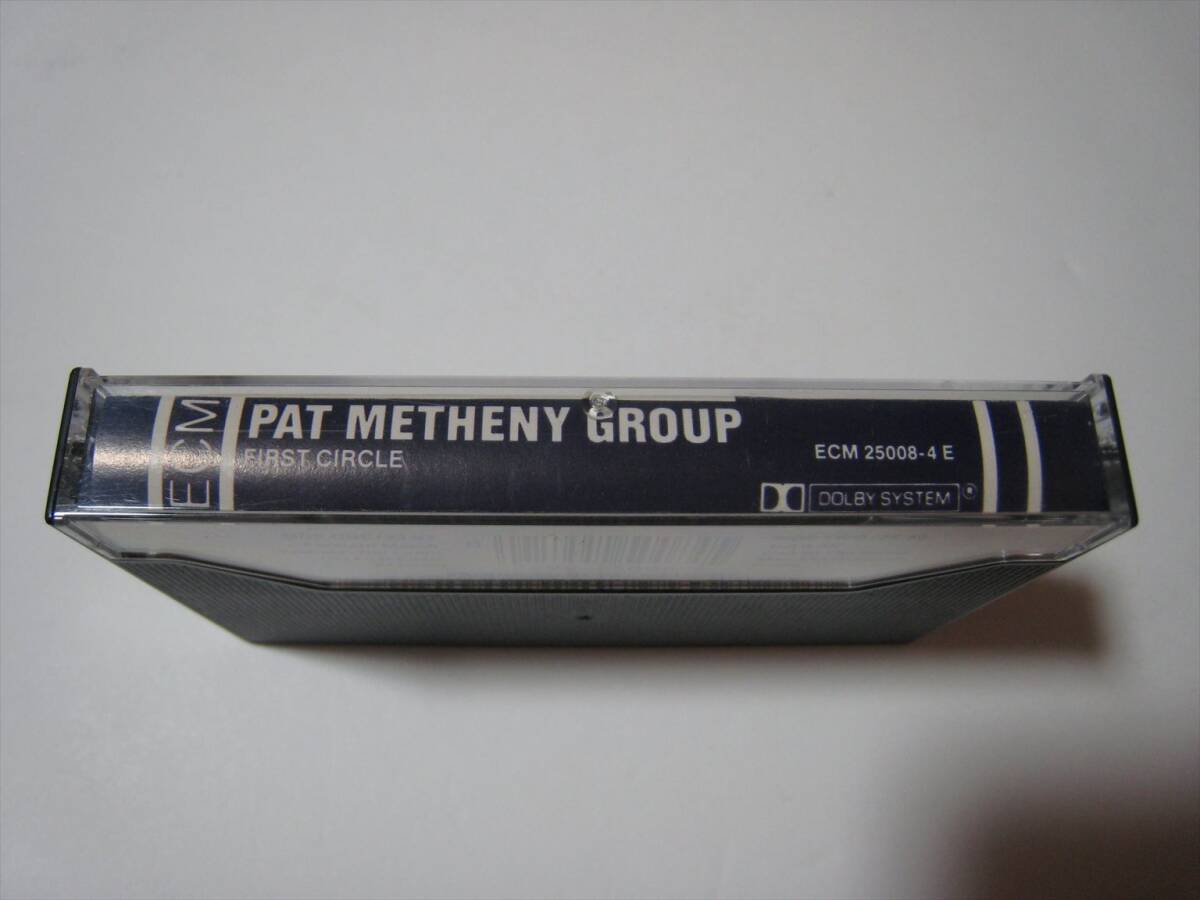 ECM
PAT METHENY GROUP
FIRST CIRCLE
ECM 25008-4 E
DOLBY SYSTEM ®